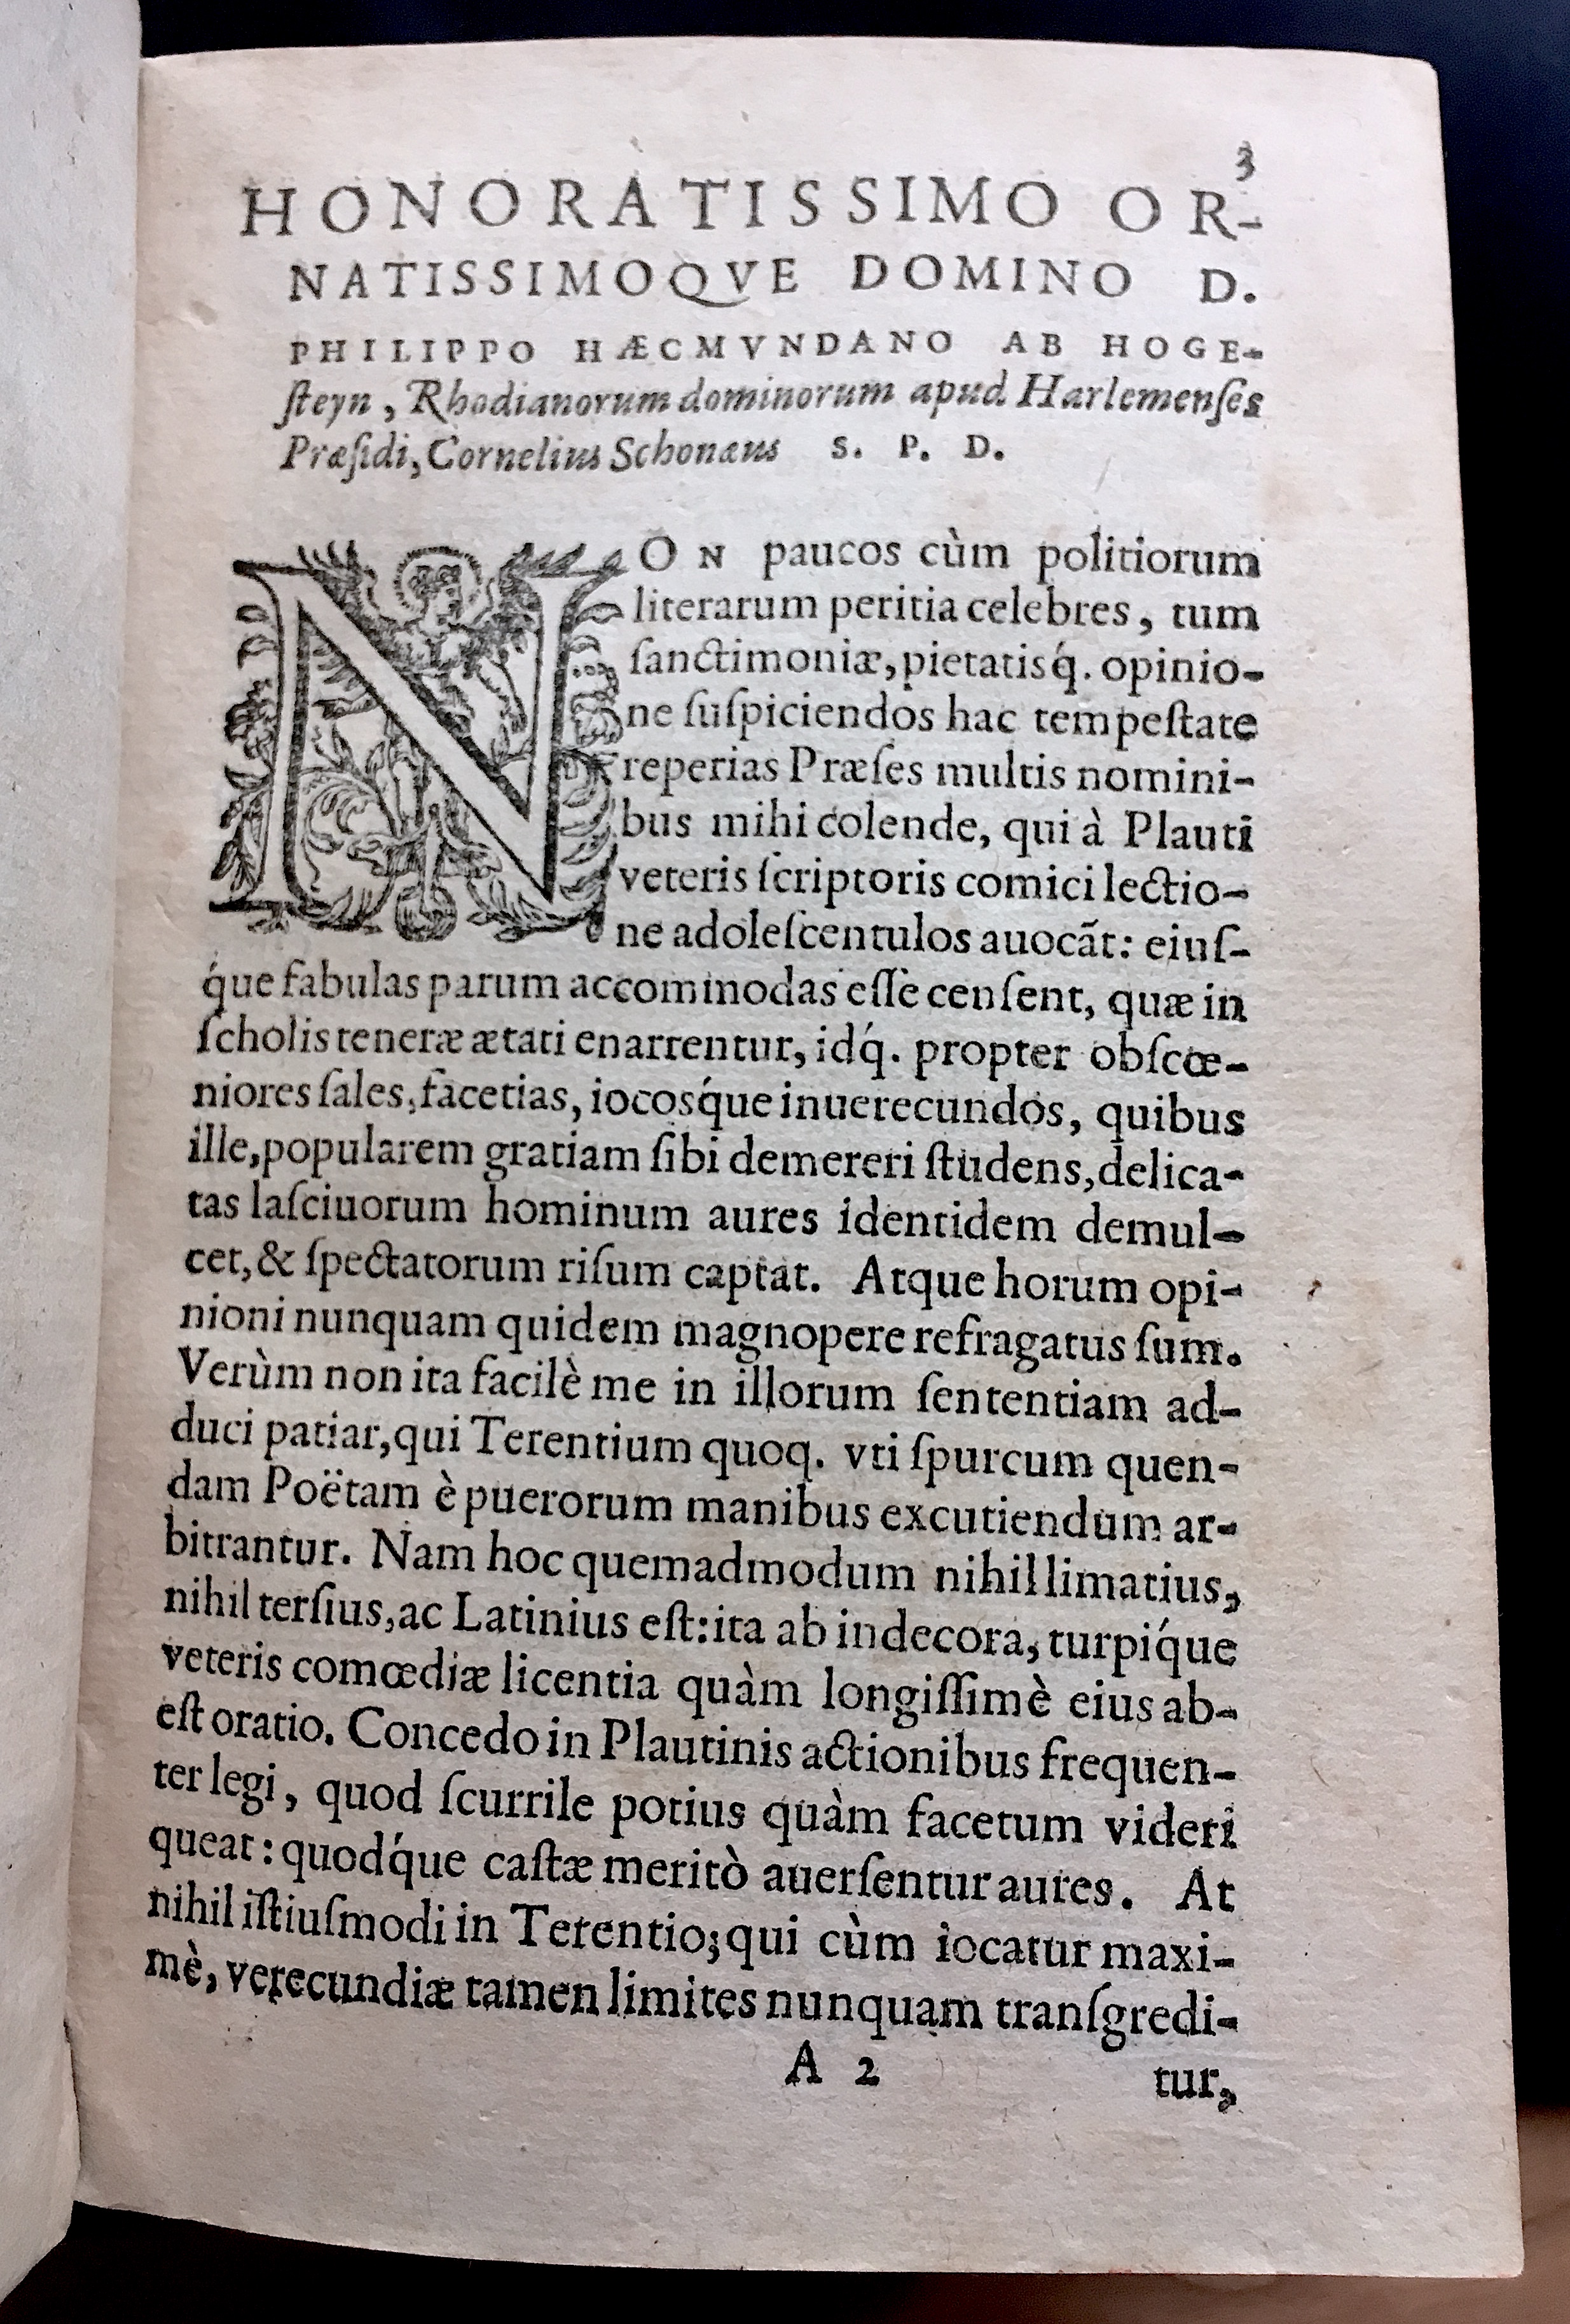 3
HONORATISSIMO OR-
NATISSIMOQVE DOMINO D.
PHILIPPO HÆCMVNDANO AB HOGE-
ſteyn, Rhodianorum dominorum apud Harlemenſes
Præſidi, Cornelius Schonæus S. P. D.
NON paucos cùm politiorum
literarum peritia celebres, tum
ſanctimoniæ, pietatisq́. opinio-
ne ſuſpiciendos hac tempeſtate
reperias Præſes multis nomini-
bus mihi colende, qui à Plauti
veteris ſcriptoris comici lectio-
ne adoleſcentulos auocãt: eiuſ-
q́ue fabulas parum accommodas eſſe cenſent, quæ in
ſcholis teneræ ætati enarrentur, idq́. propter obſcœ-
niores ſales, facetias, iocosq́ue inuerecundos, quibus
ille, popularem gratiam ſibi demereri ſtudens, delica-
tas laſciuorum hominum aures identidem demul-
cet, & ſpectatorum riſum captat. Atque horum opi-
nioni nunquam quidem magnopere refragatus ſum.
Verùm non ita facilè me in illorum ſententiam ad-
duci patiar, qui Terentium quoq. vti ſpurcum quen-
dam Poëtam è puerorum manibus excutiendum ar-
bitrantur. Nam hoc quemadmodum nihil limatius,
nihil terſius, ac Latinius eſt: ita ab indecora, turpiq́ue
veteris comœdiæ licentia quàm longiſſimè eius ab-
eſt oratio. Concedo in Plautinis actionibus frequen-
ter legi, quod ſcurrile potius quàm facetum videri
queat: quodq́ue caſtæ meritò auerſentur aures. At
nihil iſtiuſmodi in Terentio; qui cùm iocatur maxi-
mè, verecundiæ tamen limites nunquam tranſgredi-
A 2 tur,